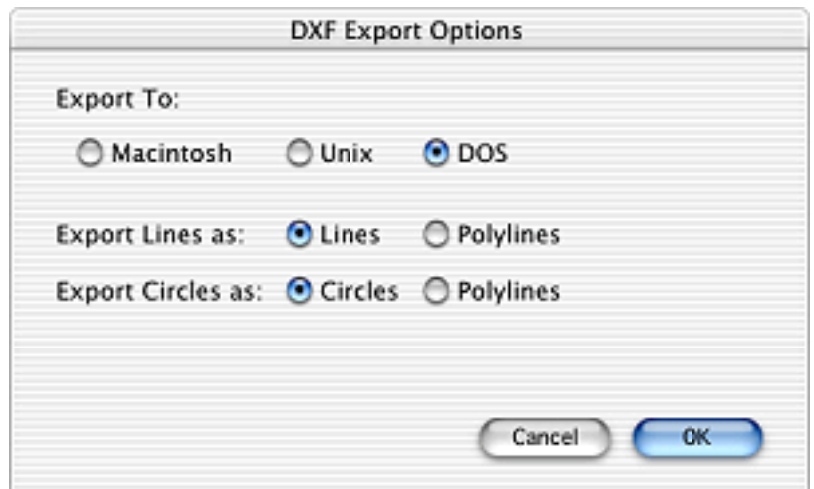 DXF Export Options
Export To:
Macintosh Unix DOS
Export Lines as: Lines Polylines
Export Circles as: Circles Polylines
Cancel OK